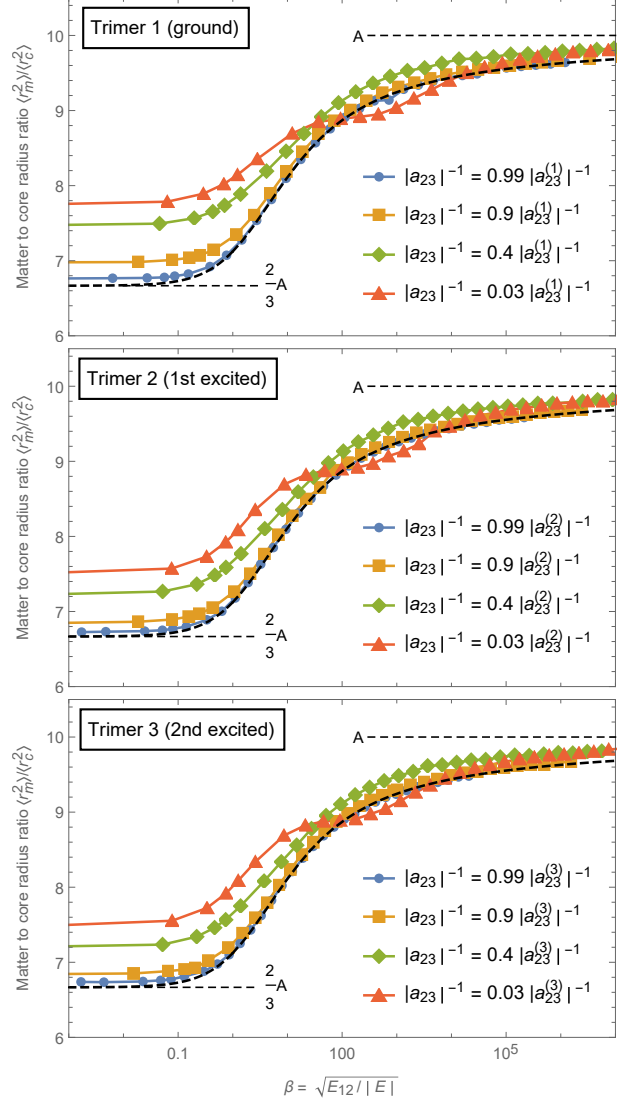 Trimer 1 (ground)
Matter to core radius ratio ⟨r²ₘ⟩/⟨r²_c⟩
10
9
8
7
6
A
2/3 A
|a₂₃|⁻¹ = 0.99 |a₂₃⁽¹⁾|⁻¹
|a₂₃|⁻¹ = 0.9 |a₂₃⁽¹⁾|⁻¹
|a₂₃|⁻¹ = 0.4 |a₂₃⁽¹⁾|⁻¹
|a₂₃|⁻¹ = 0.03 |a₂₃⁽¹⁾|⁻¹
Trimer 2 (1st excited)
Matter to core radius ratio ⟨r²ₘ⟩/⟨r²_c⟩
10
9
8
7
6
A
2/3 A
|a₂₃|⁻¹ = 0.99 |a₂₃⁽²⁾|⁻¹
|a₂₃|⁻¹ = 0.9 |a₂₃⁽²⁾|⁻¹
|a₂₃|⁻¹ = 0.4 |a₂₃⁽²⁾|⁻¹
|a₂₃|⁻¹ = 0.03 |a₂₃⁽²⁾|⁻¹
Trimer 3 (2nd excited)
Matter to core radius ratio ⟨r²ₘ⟩/⟨r²_c⟩
10
9
8
7
6
A
2/3 A
|a₂₃|⁻¹ = 0.99 |a₂₃⁽³⁾|⁻¹
|a₂₃|⁻¹ = 0.9 |a₂₃⁽³⁾|⁻¹
|a₂₃|⁻¹ = 0.4 |a₂₃⁽³⁾|⁻¹
|a₂₃|⁻¹ = 0.03 |a₂₃⁽³⁾|⁻¹
0.1 100 10⁵
β = √(E₁₂ / |E|)